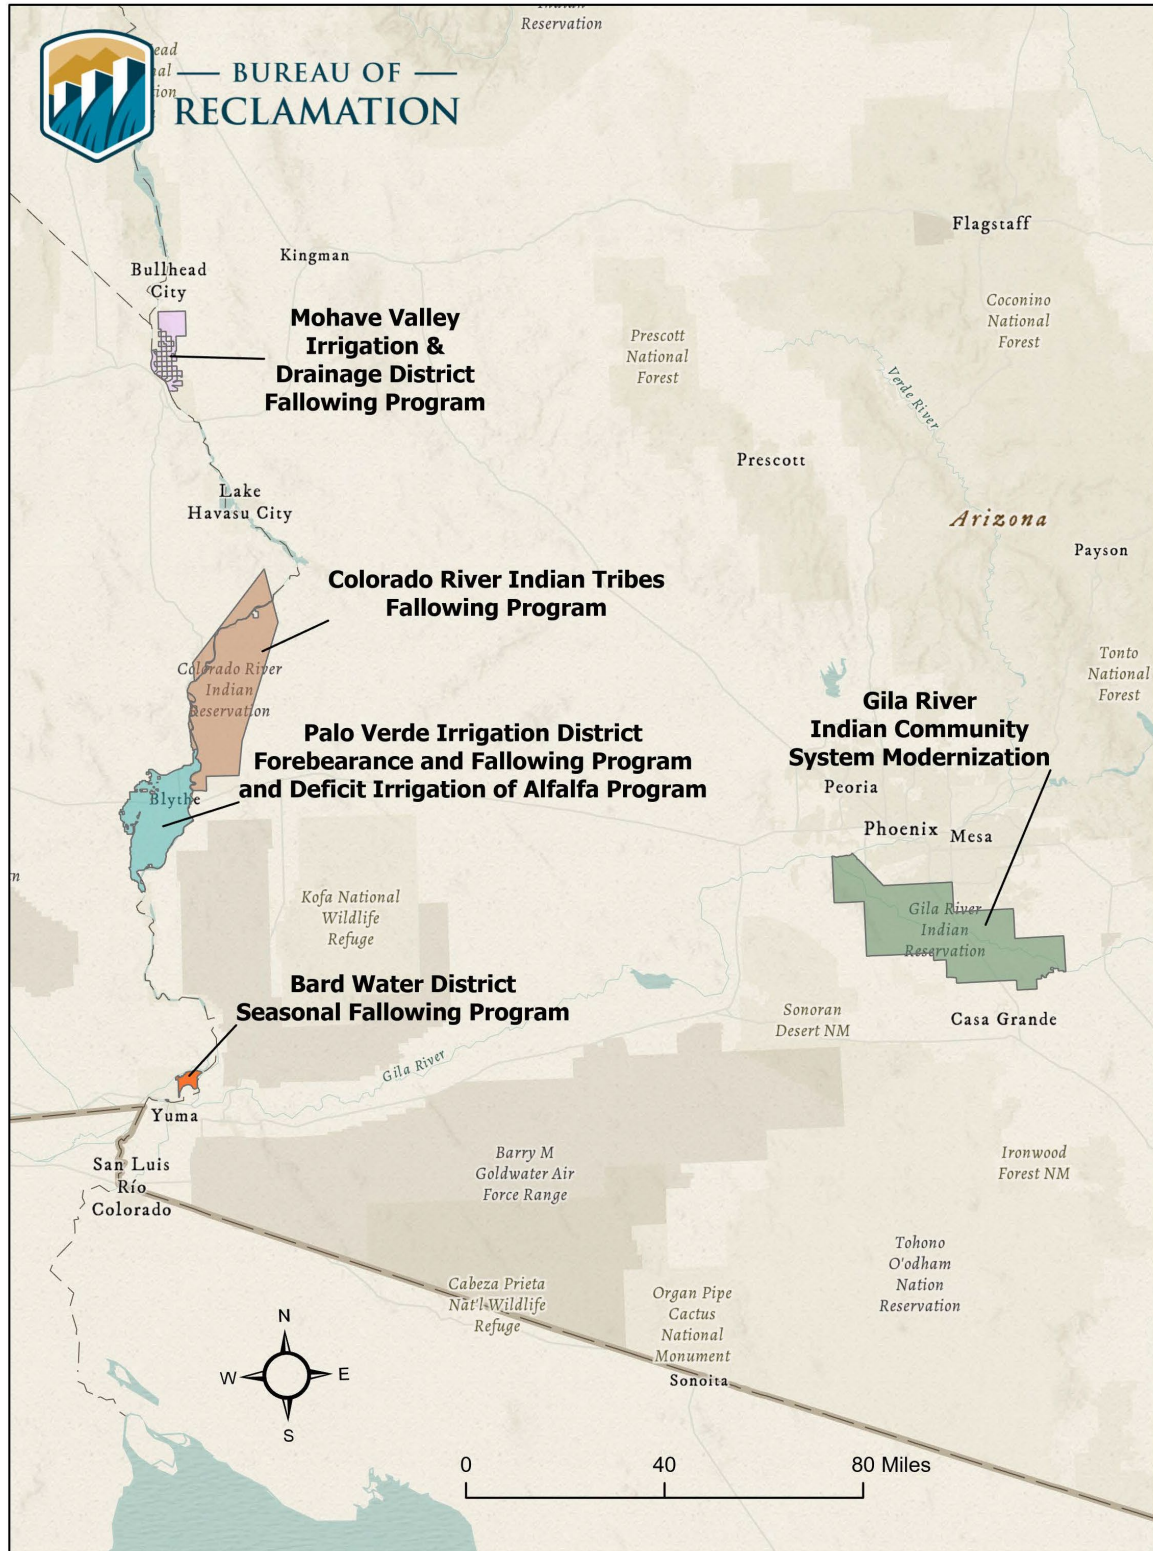 Indian
Reservation
ead
nal
tion
BUREAU OF
RECLAMATION
Flagstaff
Kingman
Bullhead
City
Coconino
National
Forest
Mohave Valley
Irrigation &
Drainage District
Fallowing Program
Prescott
National
Forest
Verde River
Prescott
Lake
Havasu City
Arizona
Payson
Colorado River Indian Tribes
Fallowing Program
Colorado River
Indian
Reservation
Tonto
National
Forest
Gila River
Indian Community
System Modernization
Palo Verde Irrigation District
Forebearance and Fallowing Program
and Deficit Irrigation of Alfalfa Program
Blythe
Peoria
Phoenix
Mesa
n
Kofa National
Wildlife
Refuge
Gila River
Indian
Reservation
Bard Water District
Seasonal Fallowing Program
Sonoran
Desert NM
Casa Grande
Gila River
Yuma
San Luis
Río
Colorado
Barry M
Goldwater Air
Force Range
Ironwood
Forest NM
Tohono
O'odham
Nation
Reservation
Cabeza Prieta
Nat'l Wildlife
Refuge
Organ Pipe
Cactus
National
Monument
Sonoita
N
W
E
S
0 40 80 Miles